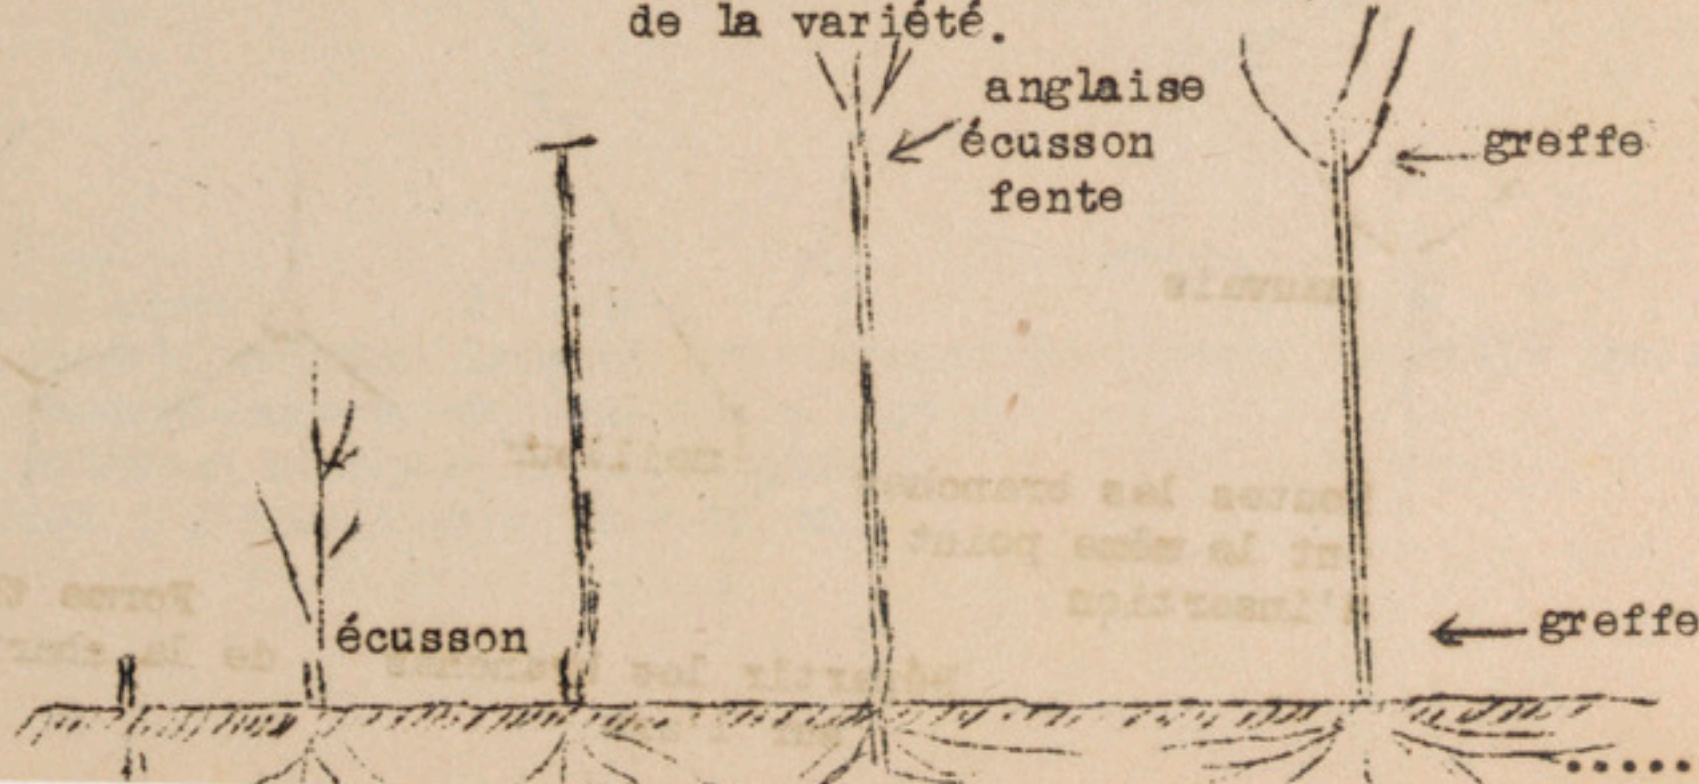 de la variété.
anglaise
écusson
fente
greffe
écusson
greffe
.....